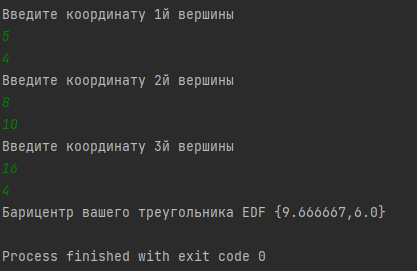 Введите координату 1й вершины
5
4
Введите координату 2й вершины
8
10
Введите координату 3й вершины
16
4
Барицентр вашего треугольника EDF {9.666667,6.0}
Process finished with exit code 0